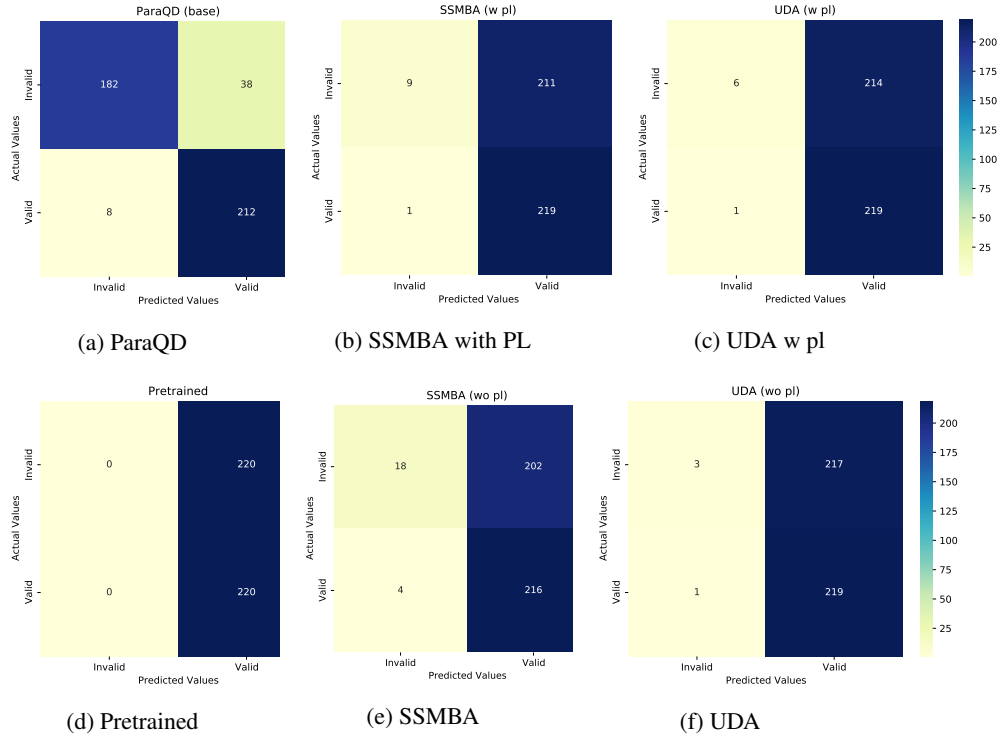 ParaQD (base)
Invalid
Valid
Actual Values
182
38
8
212
Invalid
Valid
Predicted Values
(a) ParaQD
SSMBA (w pl)
Invalid
Valid
Actual Values
9
211
1
219
Invalid
Valid
Predicted Values
(b) SSMBA with PL
UDA (w pl)
Invalid
Valid
Actual Values
6
214
1
219
Invalid
Valid
Predicted Values
200
175
150
125
100
75
50
25
(c) UDA w pl
Pretrained
Invalid
Valid
Actual Values
0
220
0
220
Invalid
Valid
Predicted Values
(d) Pretrained
SSMBA (wo pl)
Invalid
Valid
Actual Values
18
202
4
216
Invalid
Valid
Predicted Values
(e) SSMBA
UDA (wo pl)
Invalid
Valid
Actual Values
3
217
1
219
Invalid
Valid
Predicted Values
200
175
150
125
100
75
50
25
(f) UDA